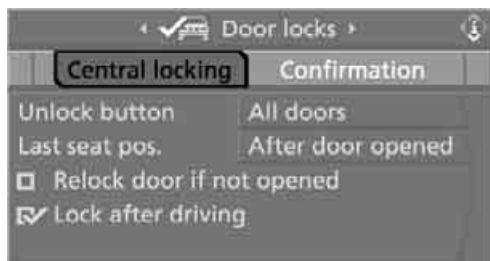 Door locks
Central locking Confirmation
Unlock button All doors
Last seat pos. After door opened
Relock door if not opened
Lock after driving